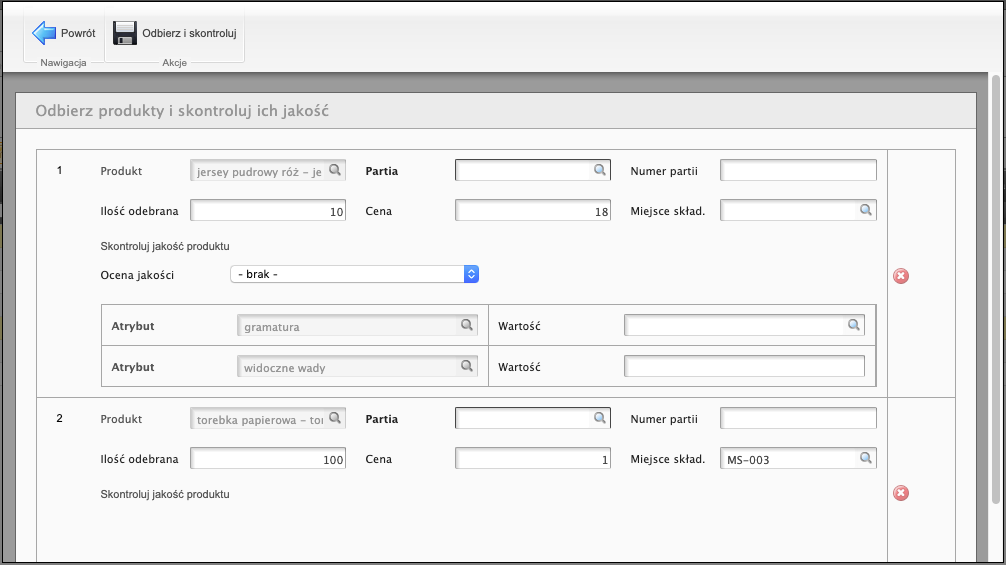 Powrót Odbierz i skontroluj
Nawigacja Akcje
Odbierz produkty i skontroluj ich jakość
1 Produkt jersey pudrowy róż - je Partia Numer partii
Ilość odebrana 10 Cena 18 Miejsce skład.
Skontroluj jakość produktu
Ocena jakości - brak -
Atrybut gramatura Wartość
Atrybut widoczne wady Wartość
2 Produkt torebka papierowa - tor Partia Numer partii
Ilość odebrana 100 Cena 1 Miejsce skład. MS-003
Skontroluj jakość produktu